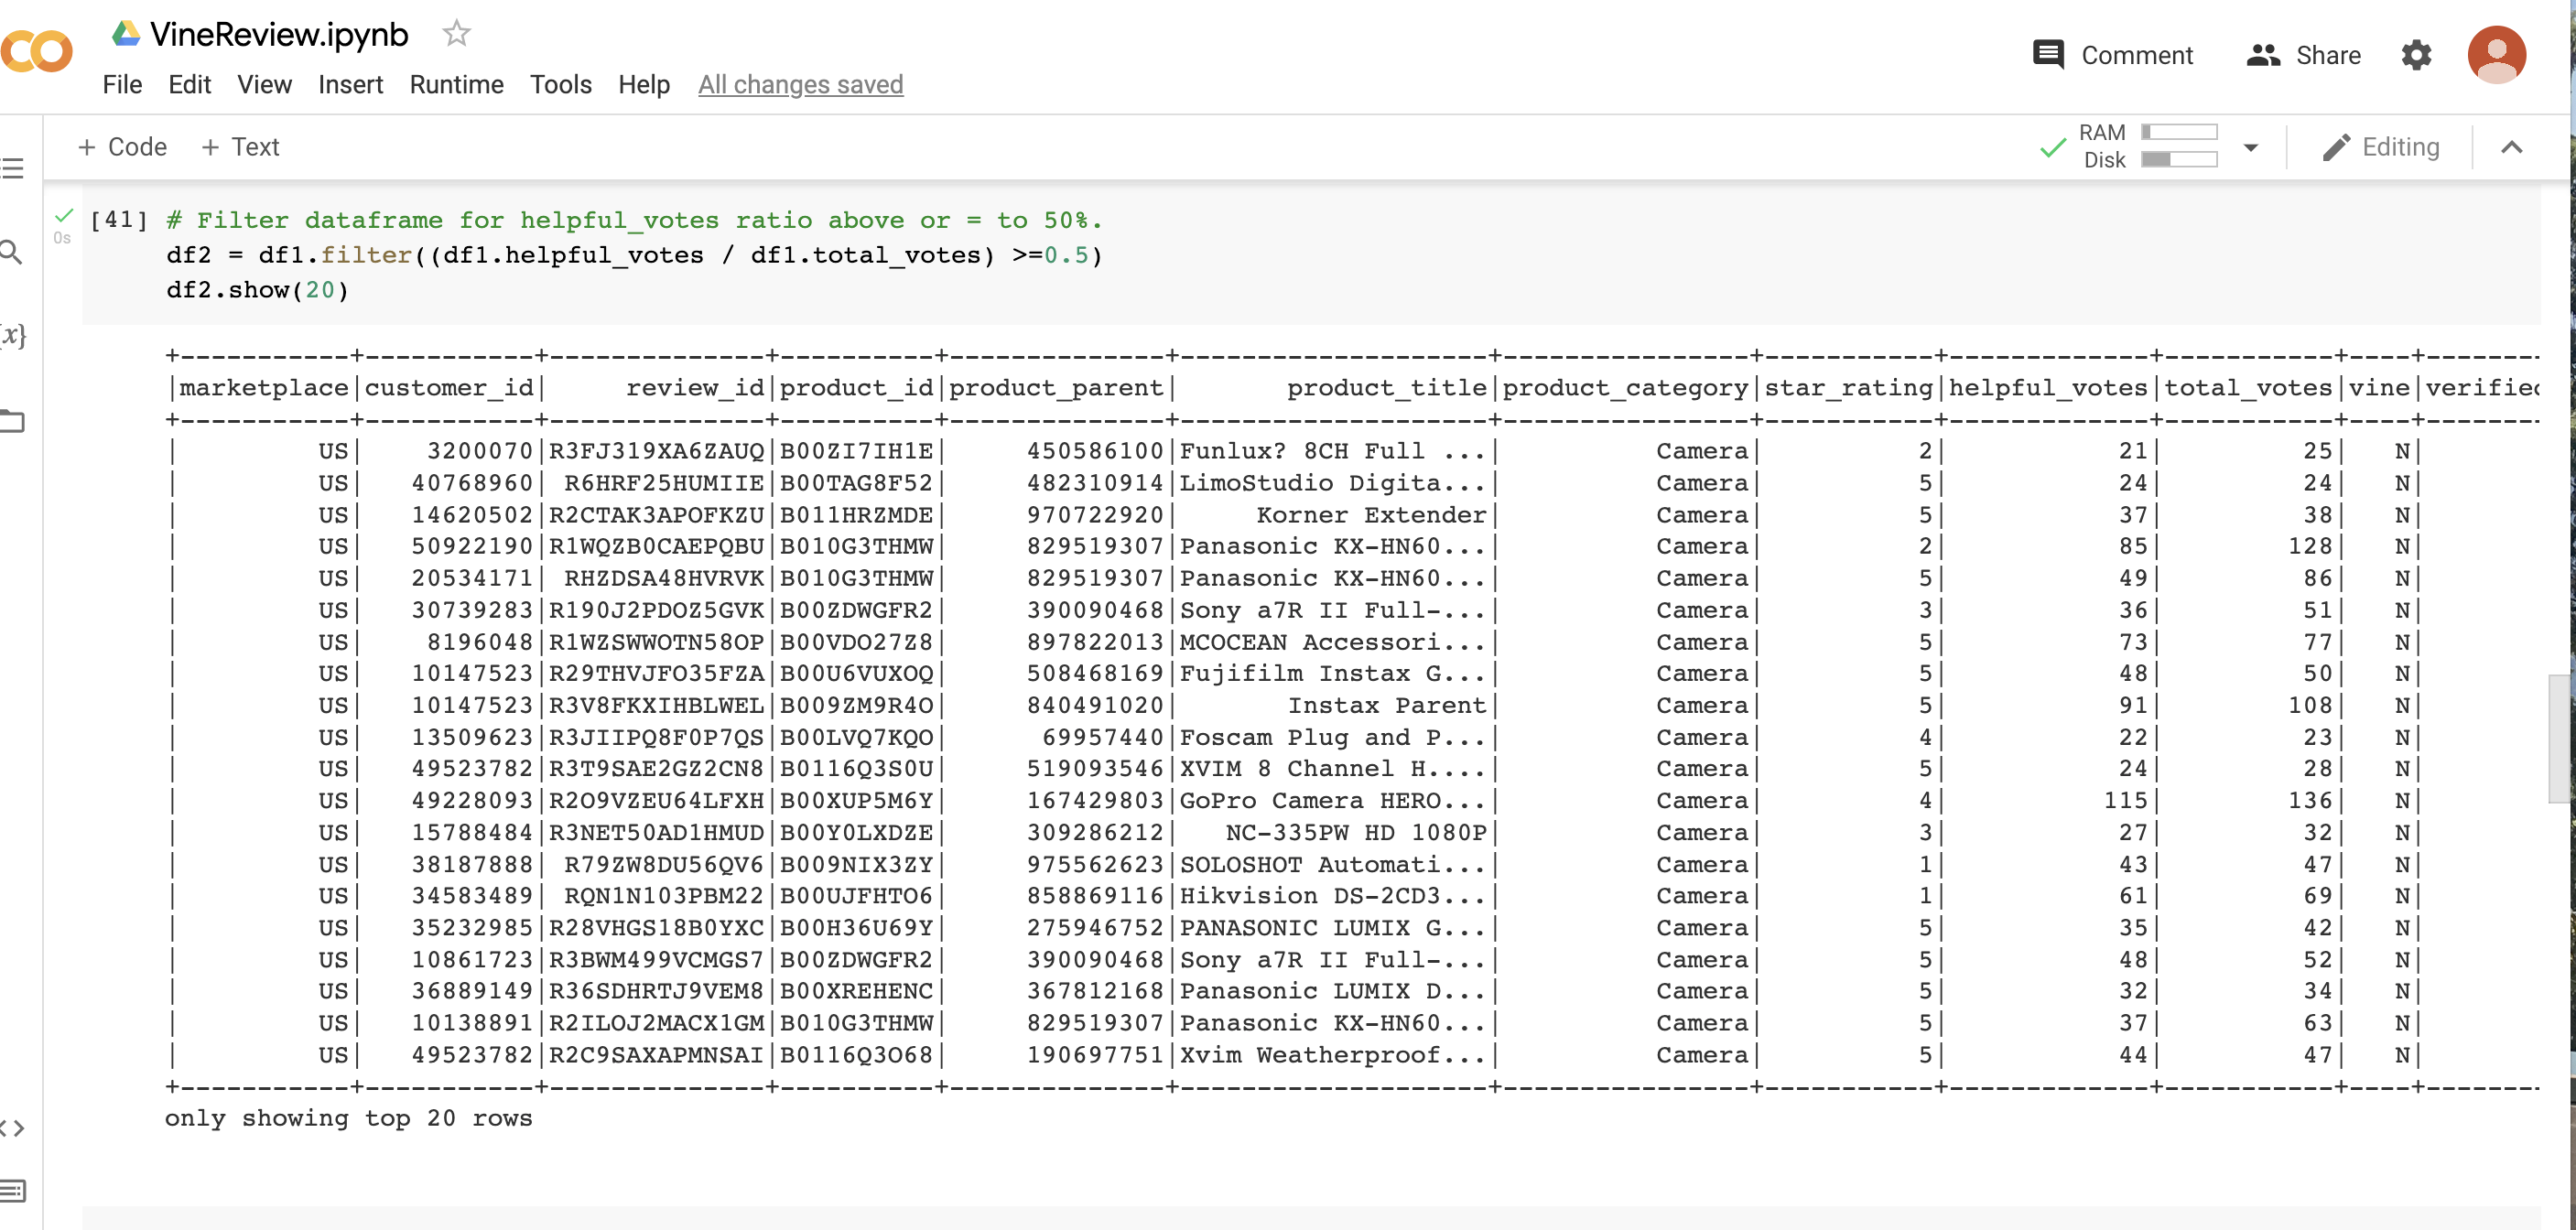 VineReview.ipynb
Comment
Share
File Edit View Insert Runtime Tools Help All changes saved
+ Code + Text
RAM
Disk
Editing
[41] # Filter dataframe for helpful_votes ratio above or = to 50%.
0s
df2 = df1.filter((df1.helpful_votes / df1.total_votes) >=0.5)
df2.show(20)
{x}
+-----------+-----------+--------------+----------+--------------+--------------------+----------------+-----------+-------------+-----------+----+--------
|marketplace|customer_id|     review_id|product_id|product_parent|       product_title|product_category|star_rating|helpful_votes|total_votes|vine|verified
+-----------+-----------+--------------+----------+--------------+--------------------+----------------+-----------+-------------+-----------+----+--------
|         US|    3200070|R3FJ319XA6ZAUQ|B00ZI7IH1E|     450586100|Funlux? 8CH Full ...|          Camera|          2|           21|         25|   N|
|         US|   40768960| R6HRF25HUMIIE|B00TAG8F52|     482310914|LimoStudio Digita...|          Camera|          5|           24|         24|   N|
|         US|   14620502|R2CTAK3APOFKZU|B011HRZMDE|     970722920|     Korner Extender|          Camera|          5|           37|         38|   N|
|         US|   50922190|R1WQZB0CAEPQBU|B010G3THMW|     829519307|Panasonic KX-HN60...|          Camera|          2|           85|        128|   N|
|         US|   20534171| RHZDSA48HVRVK|B010G3THMW|     829519307|Panasonic KX-HN60...|          Camera|          5|           49|         86|   N|
|         US|   30739283|R190J2PDOZ5GVK|B00ZDWGFR2|     390090468|Sony a7R II Full-...|          Camera|          3|           36|         51|   N|
|         US|    8196048|R1WZSWWOTN58OP|B00VDO27Z8|     897822013|MCOCEAN Accessori...|          Camera|          5|           73|         77|   N|
|         US|   10147523|R29THVJFO35FZA|B00U6VUXOQ|     508468169|Fujifilm Instax G...|          Camera|          5|           48|         50|   N|
|         US|   10147523|R3V8FKXIHBLWEL|B009ZM9R4O|     840491020|       Instax Parent|          Camera|          5|           91|        108|   N|
|         US|   13509623|R3JIIPQ8F0P7QS|B00LVQ7KQO|      69957440|Foscam Plug and P...|          Camera|          4|           22|         23|   N|
|         US|   49523782|R3T9SAE2GZ2CN8|B0116Q3S0U|     519093546|XVIM 8 Channel H....|          Camera|          5|           24|         28|   N|
|         US|   49228093|R2O9VZEU64LFXH|B00XUP5M6Y|     167429803|GoPro Camera HERO...|          Camera|          4|          115|        136|   N|
|         US|   15788484|R3NET50AD1HMUD|B00Y0LXDZE|     309286212|   NC-335PW HD 1080P|          Camera|          3|           27|         32|   N|
|         US|   38187888| R79ZW8DU56QV6|B009NIX3ZY|     975562623|SOLOSHOT Automati...|          Camera|          1|           43|         47|   N|
|         US|   34583489| RQN1N103PBM22|B00UJFHTO6|     858869116|Hikvision DS-2CD3...|          Camera|          1|           61|         69|   N|
|         US|   35232985|R28VHGS18B0YXC|B00H36U69Y|     275946752|PANASONIC LUMIX G...|          Camera|          5|           35|         42|   N|
|         US|   10861723|R3BWM499VCMGS7|B00ZDWGFR2|     390090468|Sony a7R II Full-...|          Camera|          5|           48|         52|   N|
|         US|   36889149|R36SDHRTJ9VEM8|B00XREHENC|     367812168|Panasonic LUMIX D...|          Camera|          5|           32|         34|   N|
|         US|   10138891|R2ILOJ2MACX1GM|B010G3THMW|     829519307|Panasonic KX-HN60...|          Camera|          5|           37|         63|   N|
|         US|   49523782|R2C9SAXAPMNSAI|B0116Q3O68|     190697751|Xvim Weatherproof...|          Camera|          5|           44|         47|   N|
+-----------+-----------+--------------+----------+--------------+--------------------+----------------+-----------+-------------+-----------+----+--------
only showing top 20 rows